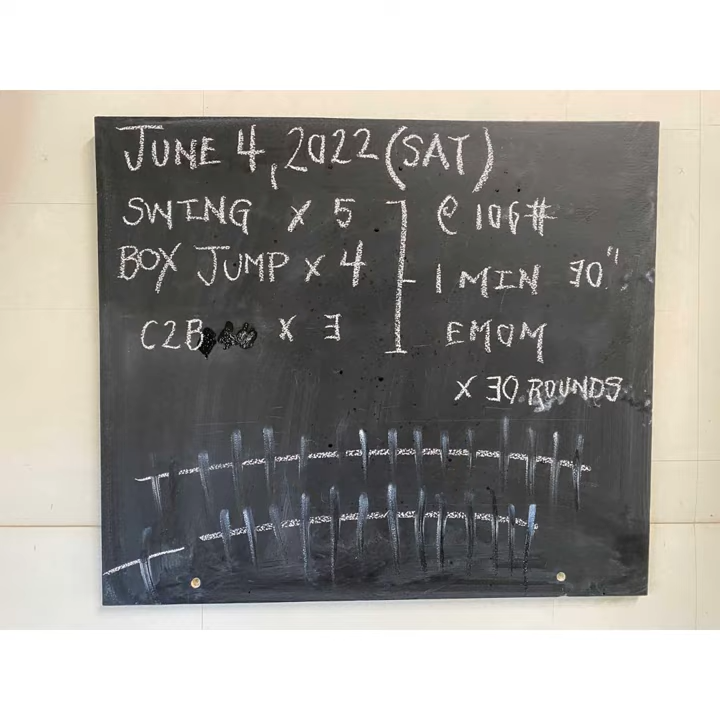 JUNE 4, 2022 (SAT)
SWING X 5 @ 106#
BOX JUMP X 4 1 MIN 30"
C2B X 3 EMOM
X 30 ROUNDS